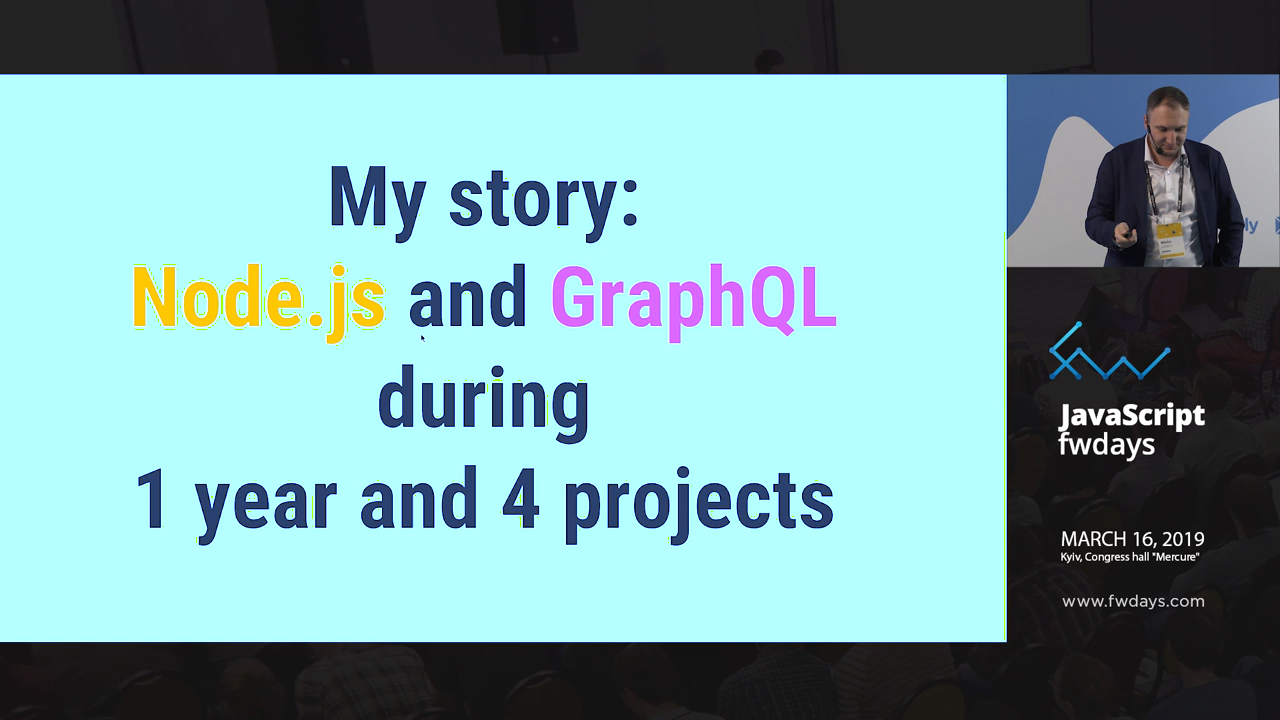 My story:
Node.js and GraphQL
during
1 year and 4 projects
JavaScript
fwdays
MARCH 16, 2019
Kyiv, Congress hall "Mercure"
www.fwdays.com